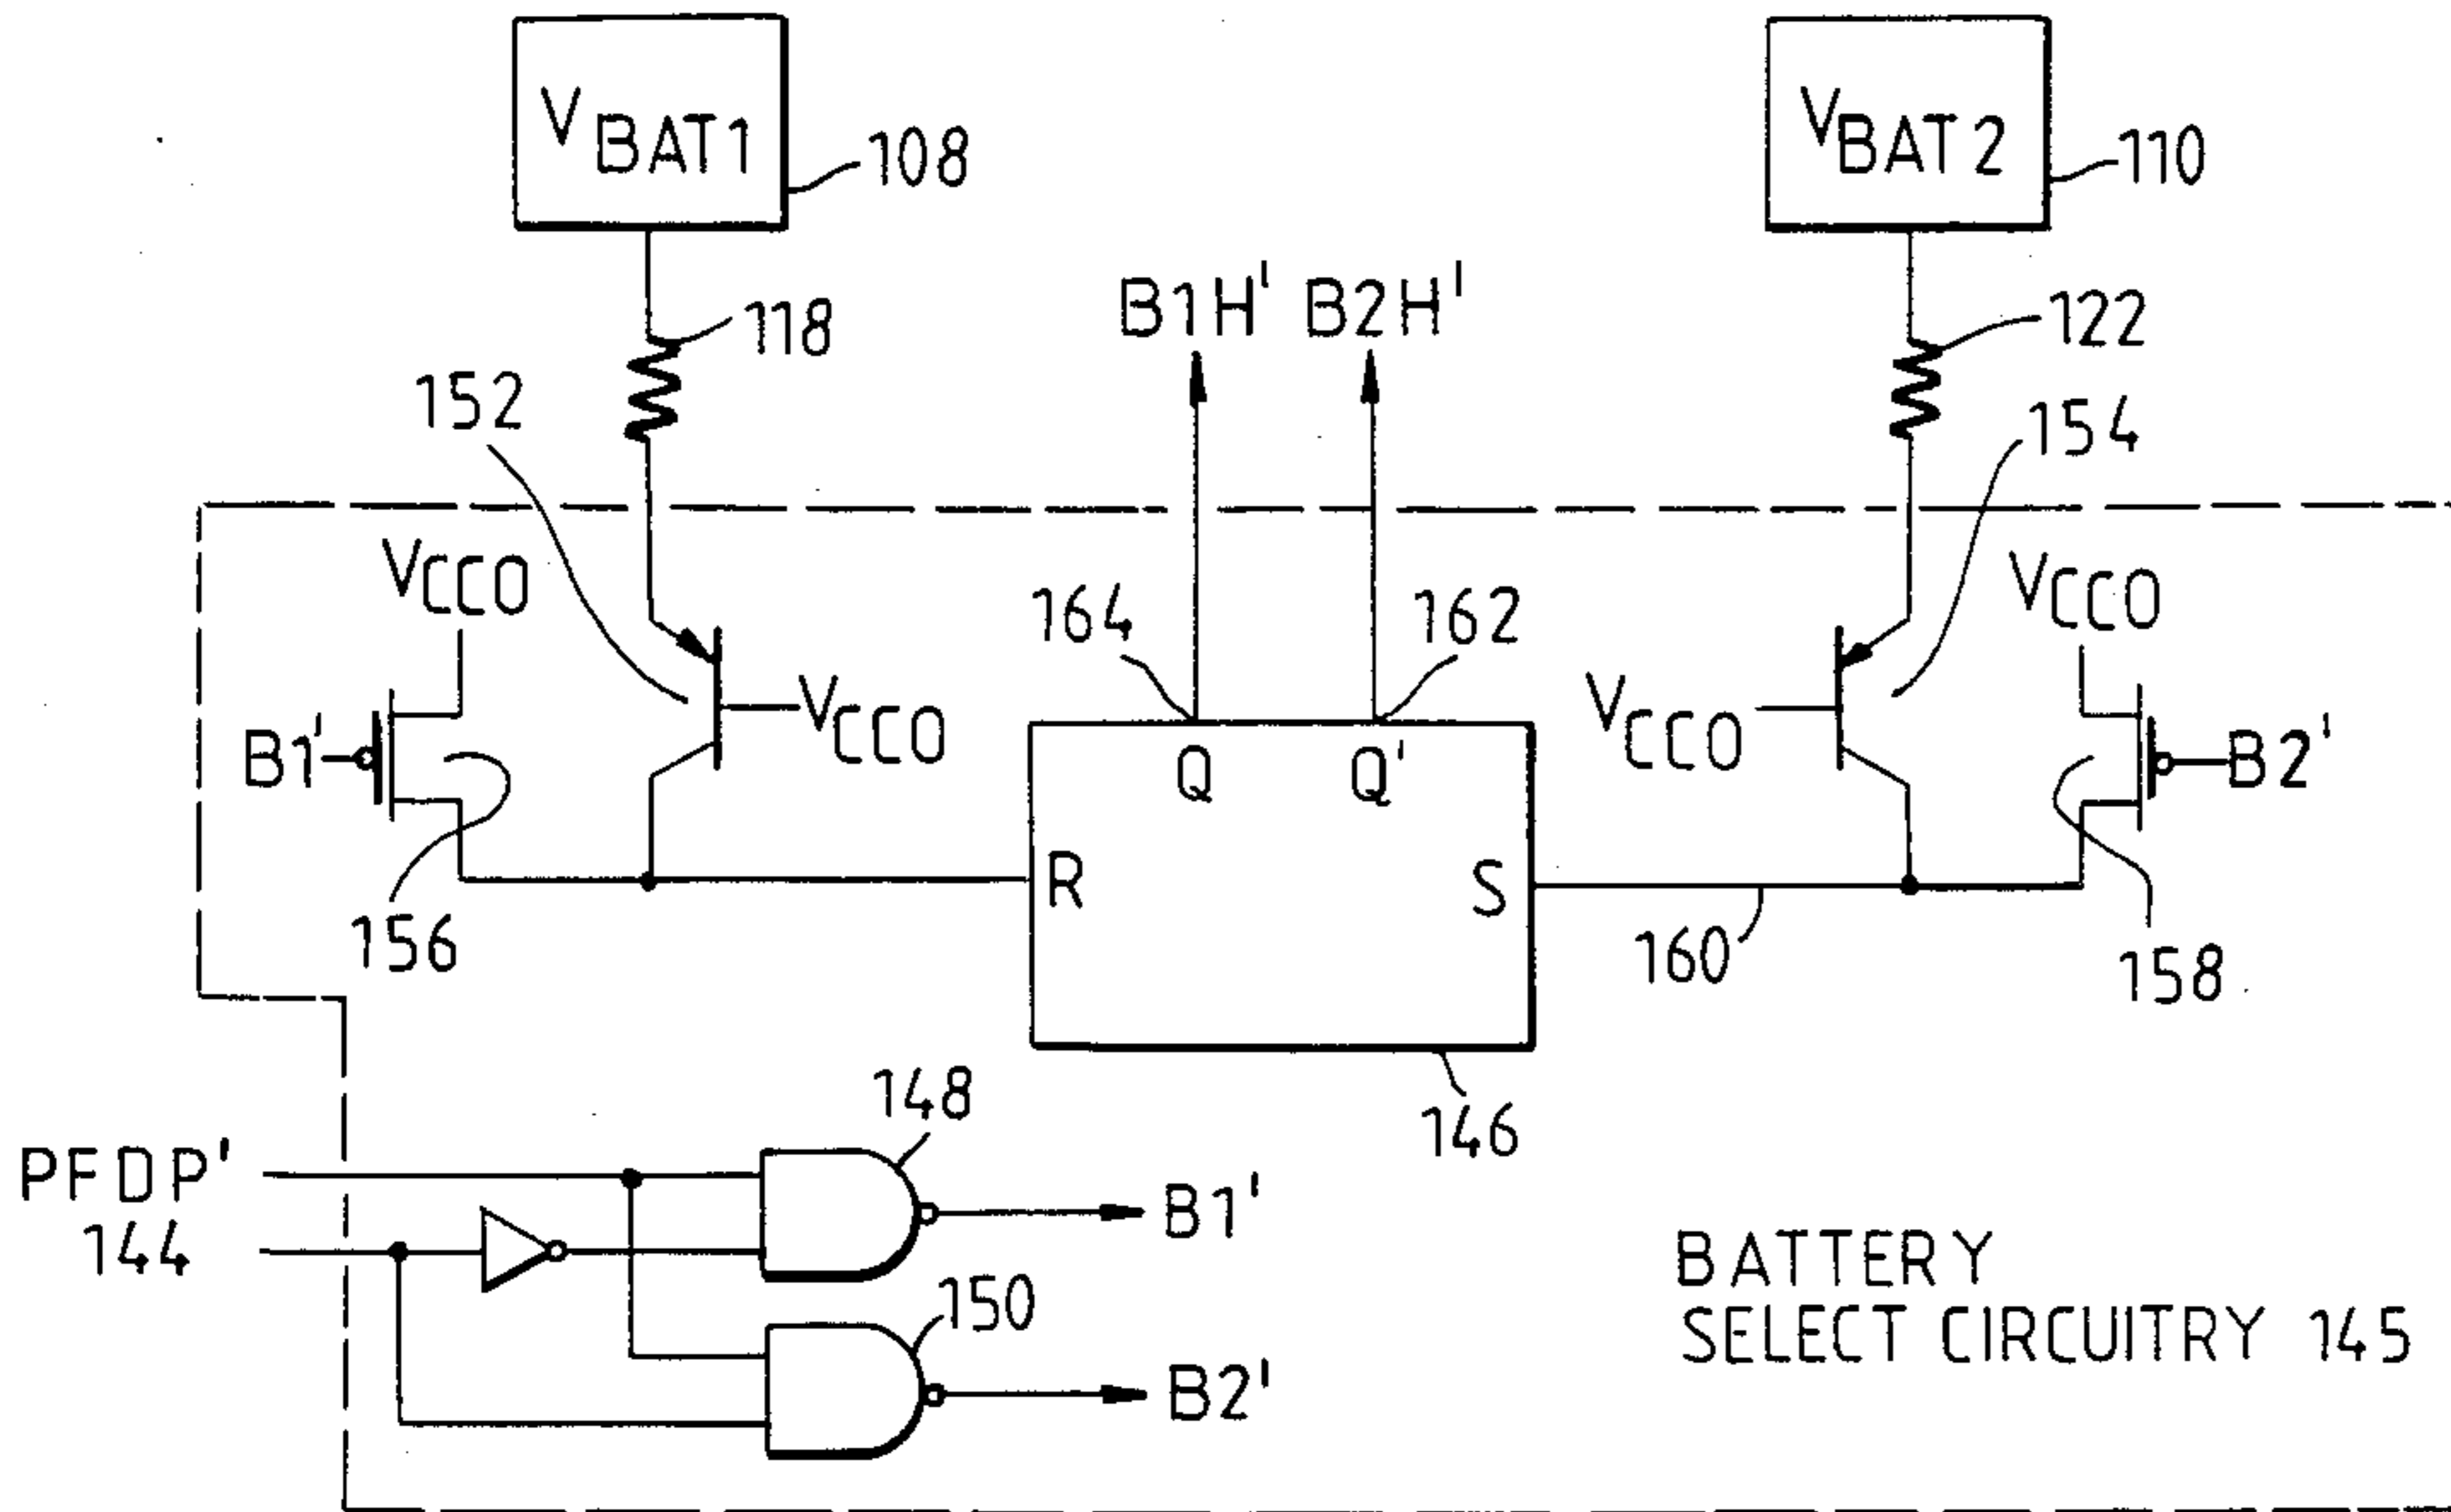 VBAT1
108
VBAT2
110
118
B1H' B2H'
122
152
154
VCCO
164
162
VCCO
B1'
VCCO
Q
Q'
VCCO
B2'
R
S
156
160
158
146
148
PFDP'
144
B1'
150
B2'
BATTERY
SELECT CIRCUITRY 145